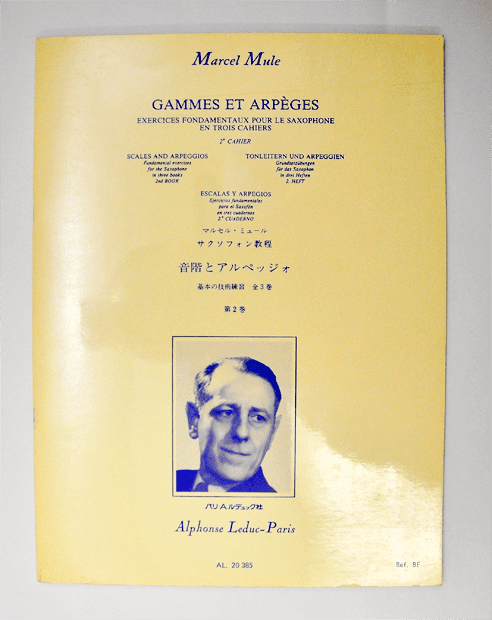 Marcel Mule
GAMMES ET ARPÈGES
EXERCICES FONDAMENTAUX POUR LE SAXOPHONE
EN TROIS CAHIERS
2e CAHIER
SCALES AND ARPEGGIOS
Fundamental exercises
for the Saxophone
in three books
2nd BOOK
TONLEITERN UND ARPEGGIEN
Grundlatzübungen
für das Saxofon
in drei Heften
2. HEFT
ESCALAS Y ARPEGIOS
Ejercicios fundamentales
para el Saxofón
en tres cuadernos
2° CUADERNO
マルセル・ミュール
サクソフォン教程
音階とアルペッジォ
基本の技術練習 全3巻
第2巻
パリ A.ルデュック社
Alphonse Leduc-Paris
AL. 20 385
Réf. BF